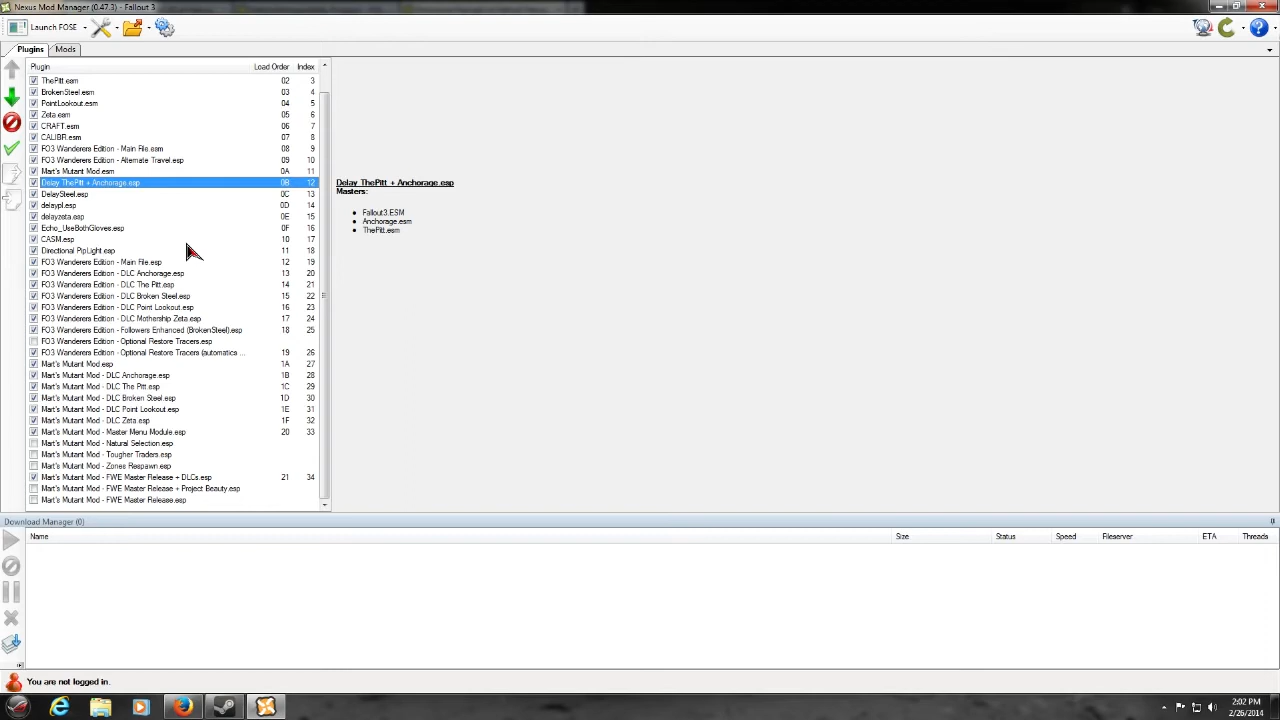 Nexus Mod Manager (0.47.3) - Fallout 3
Launch FOSE
Plugins Mods
Plugin Load Order Index
ThePitt.esm 02 3
BrokenSteel.esm 03 4
PointLookout.esm 04 5
Zeta.esm 05 6
CRAFT.esm 06 7
CALIBR.esm 07 8
FO3 Wanderers Edition - Main File.esm 08 9
FO3 Wanderers Edition - Alternate Travel.esp 09 10
Mart's Mutant Mod.esm 0A 11
Delay ThePitt + Anchorage.esp 0B 12
DelaySteel.esp 0C 13
delaypl.esp 0D 14
delayzeta.esp 0E 15
Echo_UseBothGloves.esp 0F 16
CASM.esp 10 17
Directional PipLight.esp 11 18
FO3 Wanderers Edition - Main File.esp 12 19
FO3 Wanderers Edition - DLC Anchorage.esp 13 20
FO3 Wanderers Edition - DLC The Pitt.esp 14 21
FO3 Wanderers Edition - DLC Broken Steel.esp 15 22
FO3 Wanderers Edition - DLC Point Lookout.esp 16 23
FO3 Wanderers Edition - DLC Mothership Zeta.esp 17 24
FO3 Wanderers Edition - Followers Enhanced (BrokenSteel).esp 18 25
FO3 Wanderers Edition - Optional Restore Tracers.esp
FO3 Wanderers Edition - Optional Restore Tracers (automatics ... 19 26
Mart's Mutant Mod.esp 1A 27
Mart's Mutant Mod - DLC Anchorage.esp 1B 28
Mart's Mutant Mod - DLC The Pitt.esp 1C 29
Mart's Mutant Mod - DLC Broken Steel.esp 1D 30
Mart's Mutant Mod - DLC Point Lookout.esp 1E 31
Mart's Mutant Mod - DLC Zeta.esp 1F 32
Mart's Mutant Mod - Master Menu Module.esp 20 33
Mart's Mutant Mod - Natural Selection.esp
Mart's Mutant Mod - Tougher Traders.esp
Mart's Mutant Mod - Zones Respawn.esp
Mart's Mutant Mod - FWE Master Release + DLCs.esp 21 34
Mart's Mutant Mod - FWE Master Release + Project Beauty.esp
Mart's Mutant Mod - FWE Master Release.esp
Delay ThePitt + Anchorage.esp
Masters:
Fallout3.ESM
Anchorage.esm
ThePitt.esm
Download Manager (0)
Name Size Status Speed Fileserver ETA Threads
You are not logged in.
2:02 PM
2/26/2014